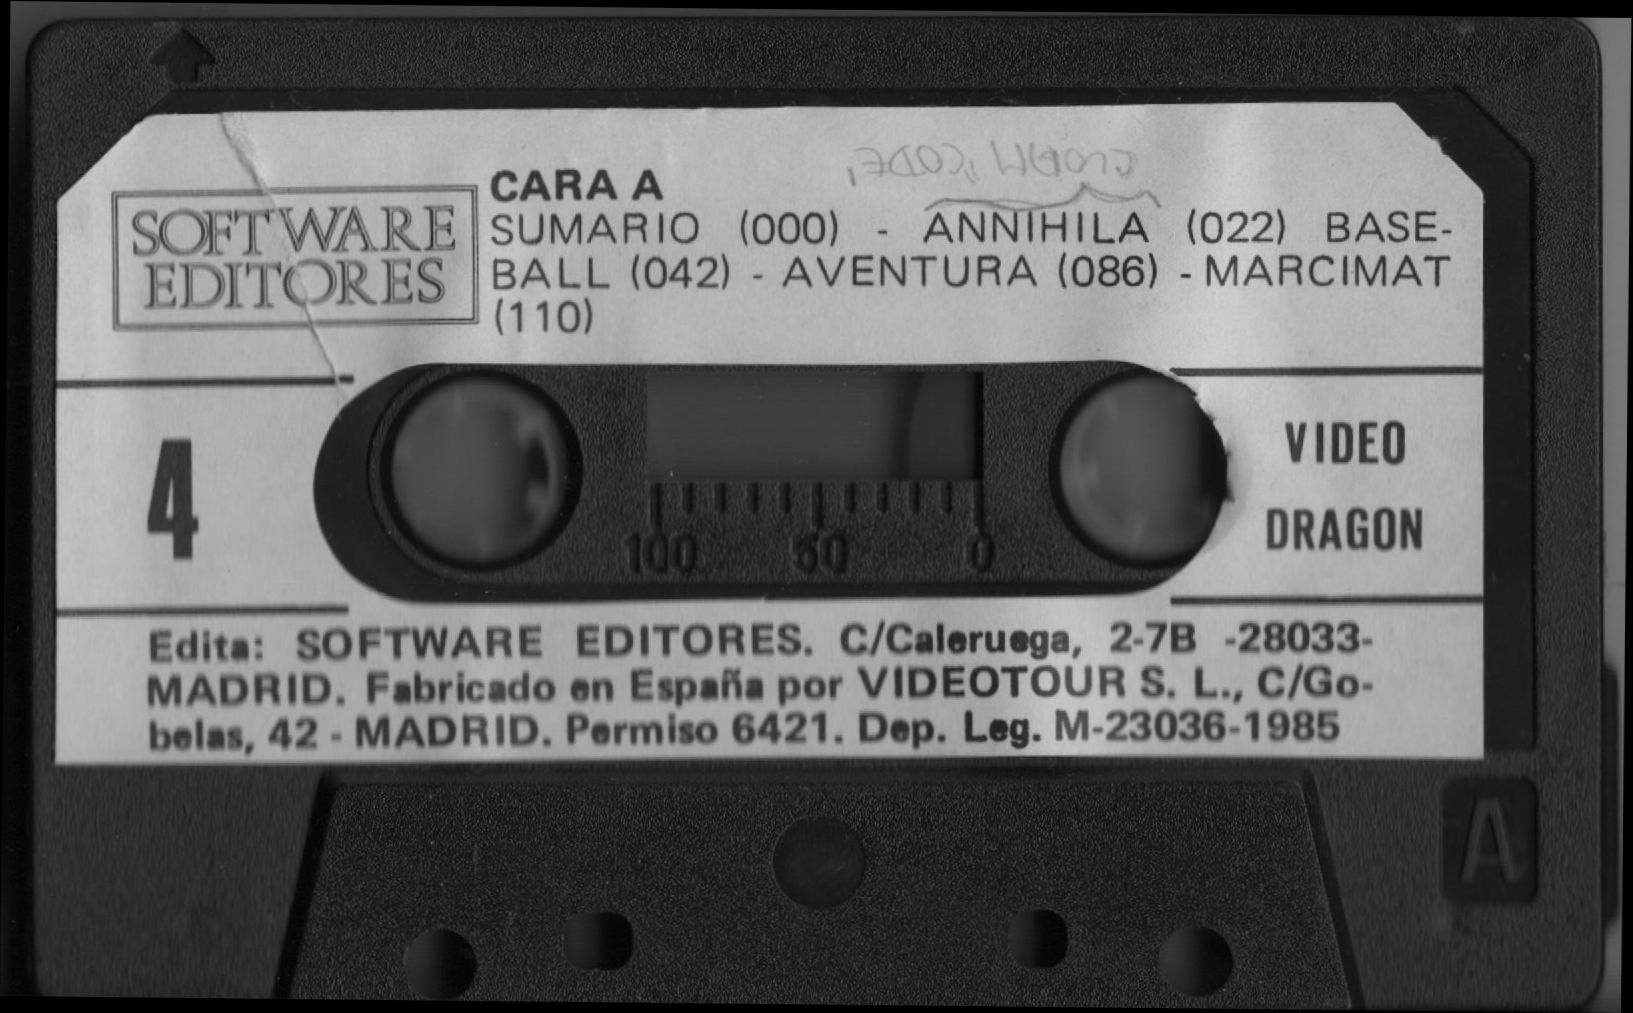 SOFTWARE
EDITORES
CARA A
SUMARIO (000) - ANNIHILA (022) BASE-
BALL (042) - AVENTURA (086) - MARCIMAT
(110)
4
VIDEO
DRAGON
100 50 0
Edita: SOFTWARE EDITORES. C/Caleruega, 2-7B -28033-
MADRID. Fabricado en España por VIDEOTOUR S. L., C/Go-
belas, 42 - MADRID. Permiso 6421. Dep. Leg. M-23036-1985
A